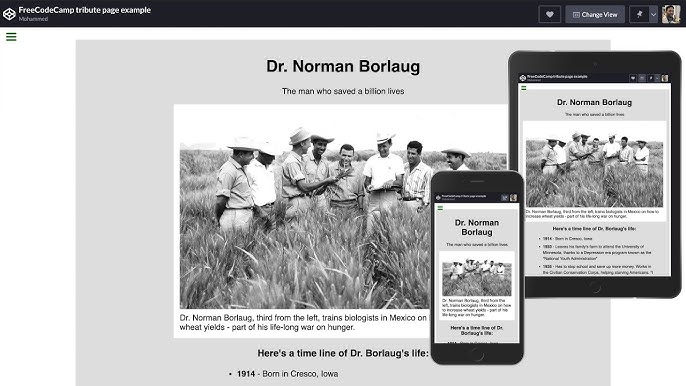 FreeCodeCamp tribute page example
Mohammed
Change View
Dr. Norman Borlaug
The man who saved a billion lives
Dr. Norman Borlaug, third from the left, trains biologists in Mexico on
wheat yields - part of his life-long war on hunger.
Here's a time line of Dr. Borlaug's life:
1914 - Born in Cresco, Iowa
FreeCodeCamp tribute page example
Mohammed
Dr. Norman
Borlaug
The man who saved a billion lives
Dr. Norman Borlaug, third from the
left, trains biologists in Mexico on how
to increase wheat yields - part of his
life-long war on hunger.
Here's a time line of Dr.
Borlaug's life:
1914 - Born in Cresco, Iowa
FreeCodeCamp tribute page example
Mohammed
Dr. Norman Borlaug
The man who saved a billion lives
Dr. Norman Borlaug, third from the left, trains biologists in Mexico on how to
increase wheat yields - part of his life-long war on hunger.
Here's a time line of Dr. Borlaug's life:
1914 - Born in Cresco, Iowa
1933 - Leaves his family's farm to attend the University of
Minnesota, thanks to a Depression era program known as the
"National Youth Administration"
1935 - Has to stop school and save up more money. Works in
the Civilian Conservation Corps, helping starving Americans. "I